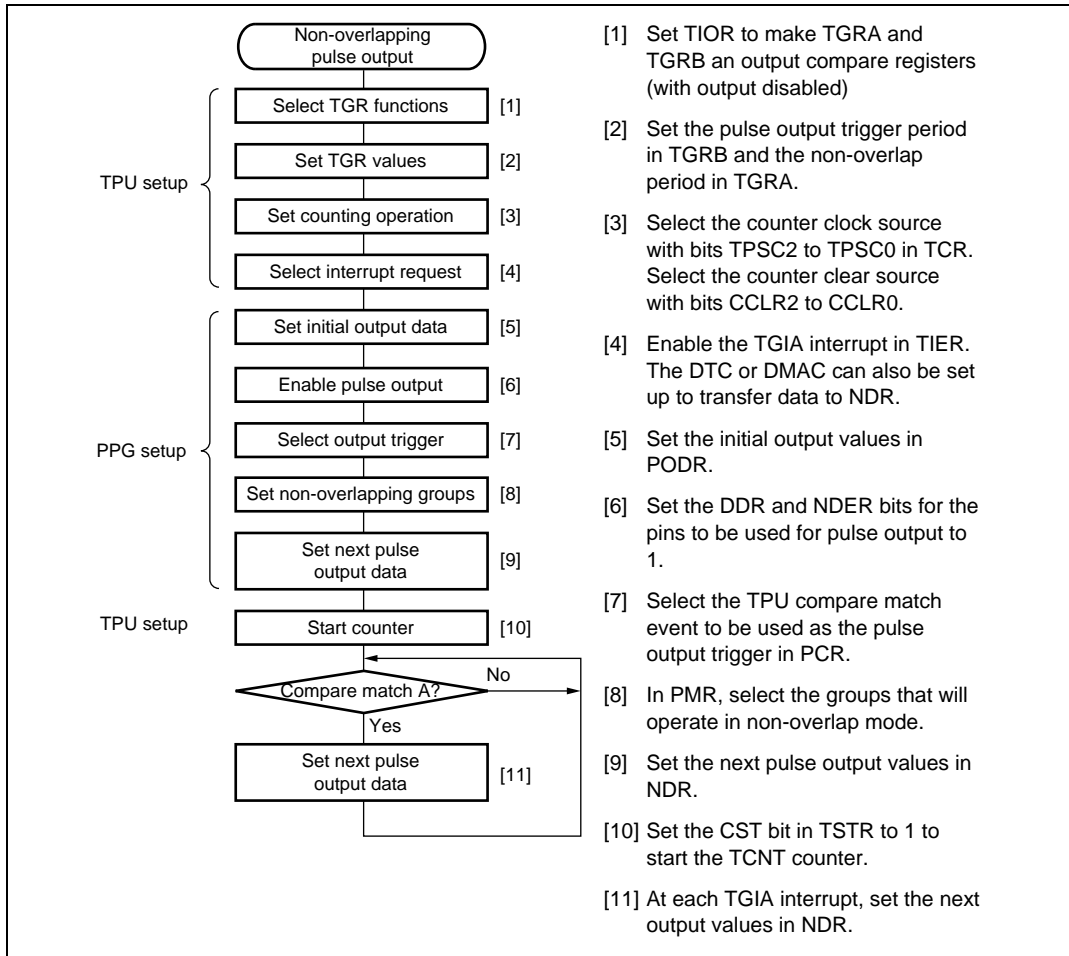 Non-overlapping
pulse output
Select TGR functions
[1]
Set TGR values
[2]
TPU setup
Set counting operation
[3]
Select interrupt request
[4]
Set initial output data
[5]
Enable pulse output
[6]
Select output trigger
[7]
PPG setup
Set non-overlapping groups
[8]
Set next pulse
output data
[9]
TPU setup
Start counter
[10]
Compare match A?
No
Yes
Set next pulse
output data
[11]
[1] Set TIOR to make TGRA and
TGRB an output compare registers
(with output disabled)
[2] Set the pulse output trigger period
in TGRB and the non-overlap
period in TGRA.
[3] Select the counter clock source
with bits TPSC2 to TPSC0 in TCR.
Select the counter clear source
with bits CCLR2 to CCLR0.
[4] Enable the TGIA interrupt in TIER.
The DTC or DMAC can also be set
up to transfer data to NDR.
[5] Set the initial output values in
PODR.
[6] Set the DDR and NDER bits for the
pins to be used for pulse output to
1.
[7] Select the TPU compare match
event to be used as the pulse
output trigger in PCR.
[8] In PMR, select the groups that will
operate in non-overlap mode.
[9] Set the next pulse output values in
NDR.
[10] Set the CST bit in TSTR to 1 to
start the TCNT counter.
[11] At each TGIA interrupt, set the next
output values in NDR.